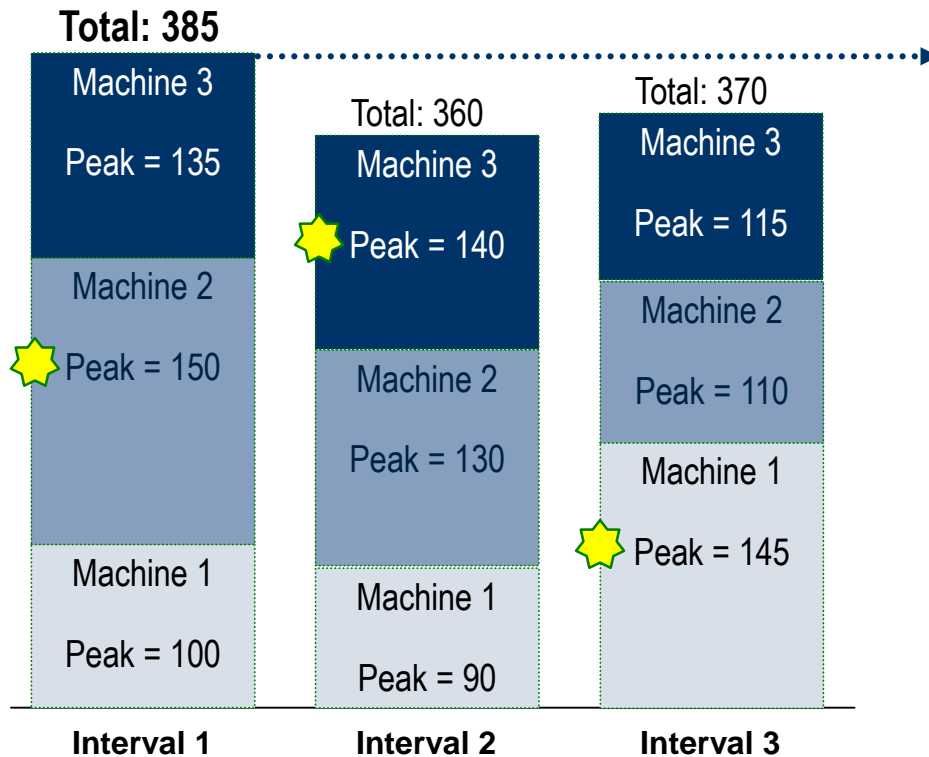 Total: 385
Machine 3
Peak = 135
Machine 2
Peak = 150
Machine 1
Peak = 100
Interval 1
Total: 360
Machine 3
Peak = 140
Machine 2
Peak = 130
Machine 1
Peak = 90
Interval 2
Total: 370
Machine 3
Peak = 115
Machine 2
Peak = 110
Machine 1
Peak = 145
Interval 3